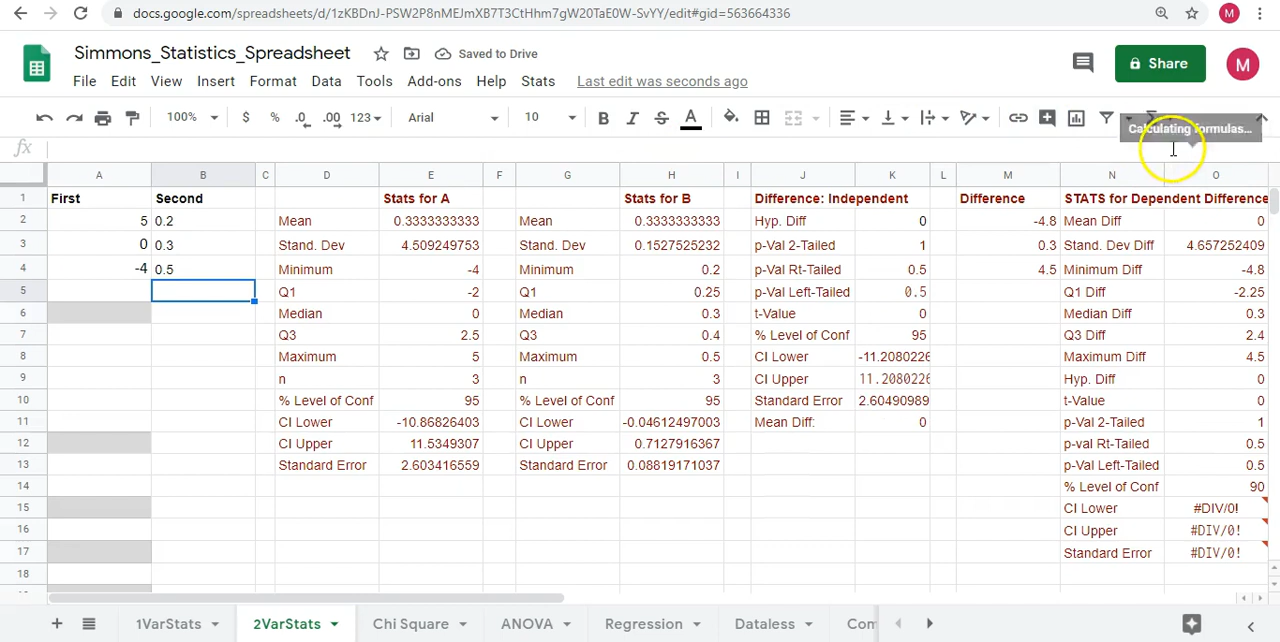 docs.google.com/spreadsheets/d/1zKBDnJ-PSW2P8nMEJmXB7T3CtHhm7gW20TaE0W-SvYY/edit#gid=563664336 M
Simmons_Statistics_Spreadsheet Saved to Drive
File Edit View Insert Format Data Tools Add-ons Help Stats Last edit was seconds ago Share M
100% $ % .0 .00 123 Arial 10 B I S A Σ
Calculating formulas...
fx
A B C D E F G H I J K L M N O
1 First Second Stats for A Stats for B Difference: Independent Difference STATS for Dependent Difference
2 5 0.2 Mean 0.3333333333 Mean 0.3333333333 Hyp. Diff 0 -4.8 Mean Diff 0
3 0 0.3 Stand. Dev 4.509249753 Stand. Dev 0.1527525232 p-Val 2-Tailed 1 0.3 Stand. Dev Diff 4.657252409
4 -4 0.5 Minimum -4 Minimum 0.2 p-Val Rt-Tailed 0.5 4.5 Minimum Diff -4.8
5 Q1 -2 Q1 0.25 p-Val Left-Tailed 0.5 Q1 Diff -2.25
6 Median 0 Median 0.3 t-Value 0 Median Diff 0.3
7 Q3 2.5 Q3 0.4 % Level of Conf 95 Q3 Diff 2.4
8 Maximum 5 Maximum 0.5 CI Lower -11.2080226 Maximum Diff 4.5
9 n 3 n 3 CI Upper 11.2080226 Hyp. Diff 0
10 % Level of Conf 95 % Level of Conf 95 Standard Error 2.60490989 t-Value 0
11 CI Lower -10.86826403 CI Lower -0.04612497003 Mean Diff: 0 p-Val 2-Tailed 1
12 CI Upper 11.5349307 CI Upper 0.7127916367 p-val Rt-Tailed 0.5
13 Standard Error 2.603416559 Standard Error 0.08819171037 p-Val Left-Tailed 0.5
14 % Level of Conf 90
15 CI Lower #DIV/0!
16 CI Upper #DIV/0!
17 Standard Error #DIV/0!
18
1VarStats 2VarStats Chi Square ANOVA Regression Dataless Com